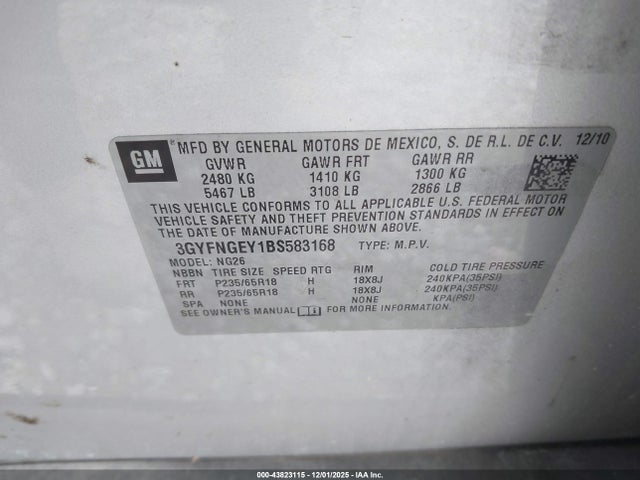 GM
® MFD BY GENERAL MOTORS DE MEXICO, S. DE R.L. DE C.V. 12/10
GVWR GAWR FRT GAWR RR
2480 KG 1410 KG 1300 KG
5467 LB 3108 LB 2866 LB
THIS VEHICLE CONFORMS TO ALL APPLICABLE U.S. FEDERAL MOTOR
VEHICLE SAFETY AND THEFT PREVENTION STANDARDS IN EFFECT ON
THE DATE OF MANUFACTURE SHOWN ABOVE.
3GYFNGEY1BS583168 TYPE: M.P.V.
MODEL: NG26
NBBN TIRE SIZE SPEED RTG RIM COLD TIRE PRESSURE
FRT P235/65R18 H 18X8J 240KPA(35PSI)
RR P235/65R18 H 18X8J 240KPA(35PSI)
SPA NONE NONE KPA(PSI)
SEE OWNER'S MANUAL FOR MORE INFORMATION.
000-43823115 - 12/01/2025 - IAA Inc.